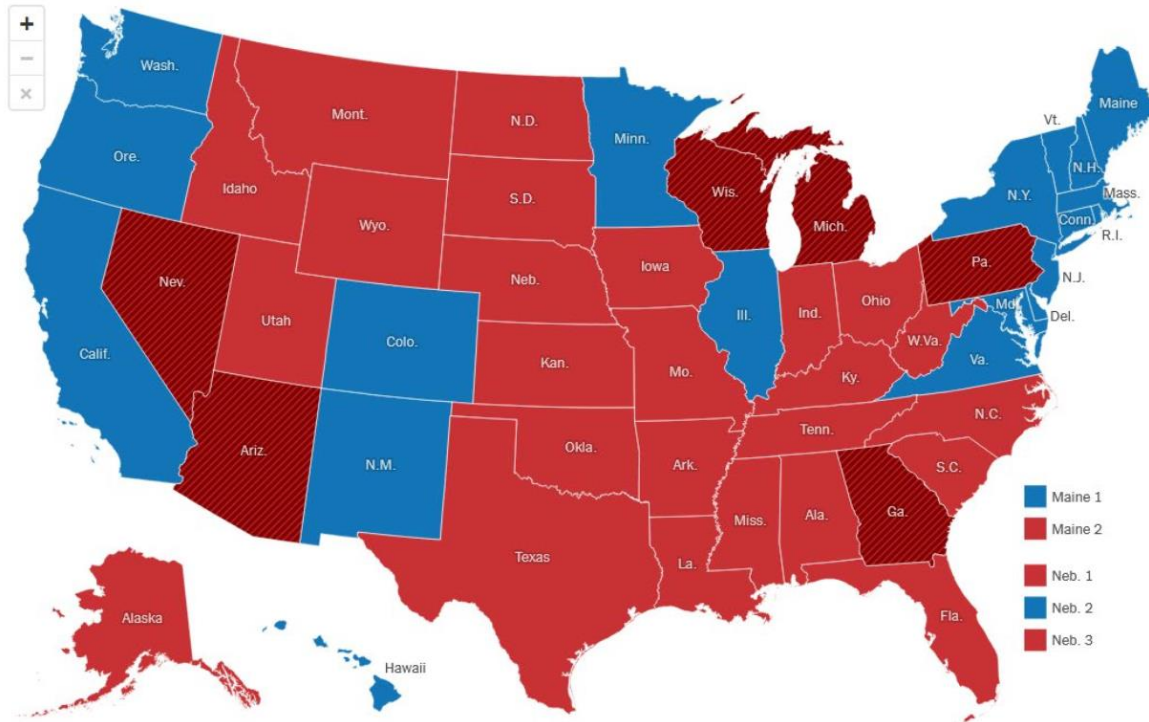 +
−
×
Wash.
Ore.
Calif.
Nev.
Idaho
Mont.
Wyo.
Utah
Ariz.
Colo.
N.M.
N.D.
S.D.
Neb.
Kan.
Okla.
Texas
Minn.
Iowa
Mo.
Ark.
La.
Wis.
Ill.
Mich.
Ind.
Ohio
Ky.
Tenn.
Miss.
Ala.
Ga.
Fla.
S.C.
N.C.
Va.
W.Va.
Pa.
Md.
Del.
N.J.
N.Y.
Conn.
R.I.
Mass.
Vt.
N.H.
Maine
Alaska
Hawaii
Maine 1
Maine 2
Neb. 1
Neb. 2
Neb. 3